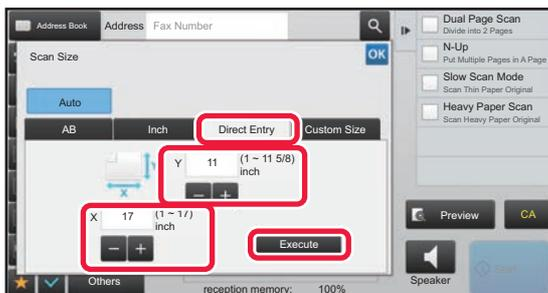 Address Book
Address
Fax Number
Scan Size
OK
Auto
AB
Inch
Direct Entry
Custom Size
Y
Y
11
(1 ~ 11 5/8)
inch
X
X
17
(1 ~ 17)
inch
Execute
Others
reception memory:
100%
Dual Page Scan
Divide into 2 Pages
N-Up
Put Multiple Pages in A Page
Slow Scan Mode
Scan Thin Paper Original
Heavy Paper Scan
Scan Heavy Paper Original
Preview
CA
Speaker
Start